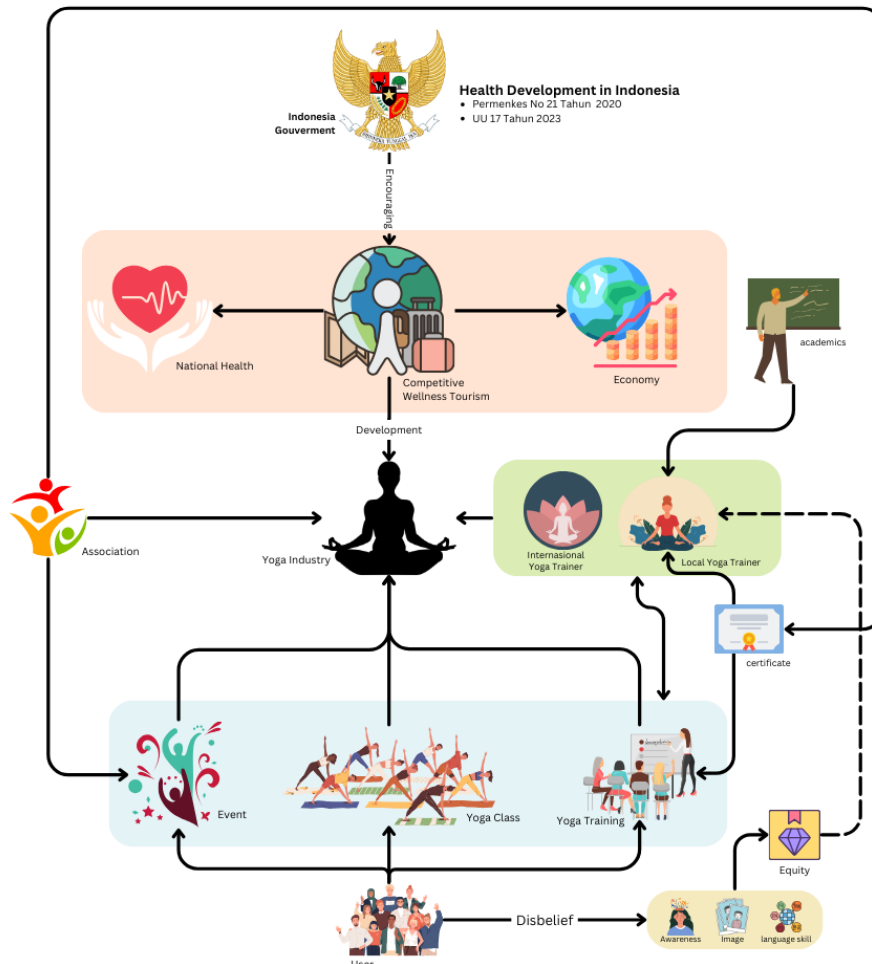 Health Development in Indonesia
Permenkes No 21 Tahun 2020
UU 17 Tahun 2023
Indonesia
Gouverment
Encouraging
National Health
Competitive
Wellness Tourism
Economy
academics
Development
Association
Yoga Industry
Internasional
Yoga Trainer
Local Yoga Trainer
certificate
Event
Yoga Class
Yoga Training
Equity
Disbelief
Awareness
Image
language skill
User